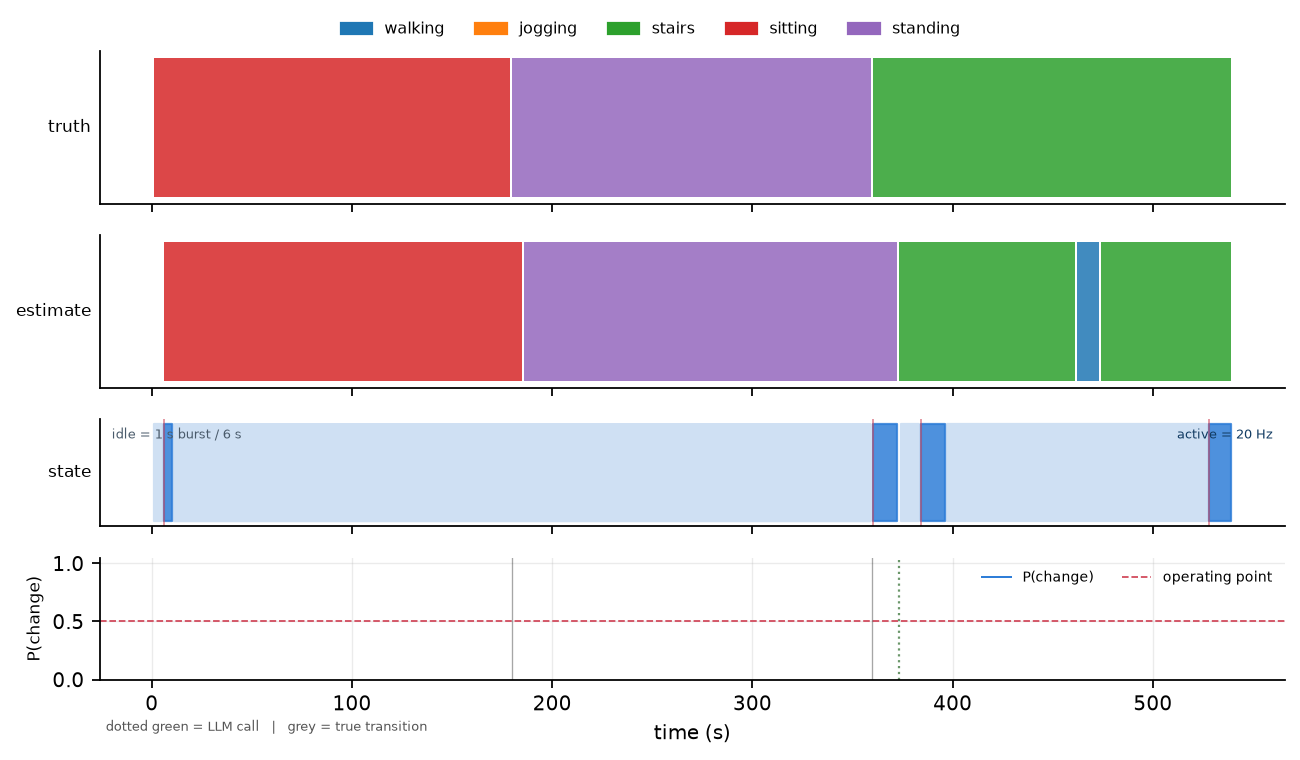 walking jogging stairs sitting standing
truth
estimate
idle = 1 s burst / 6 s active = 20 Hz
state
P(change) operating point
1.0
0.5
0.0
P(change)
0 100 200 300 400 500
dotted green = LLM call | grey = true transition
time (s)